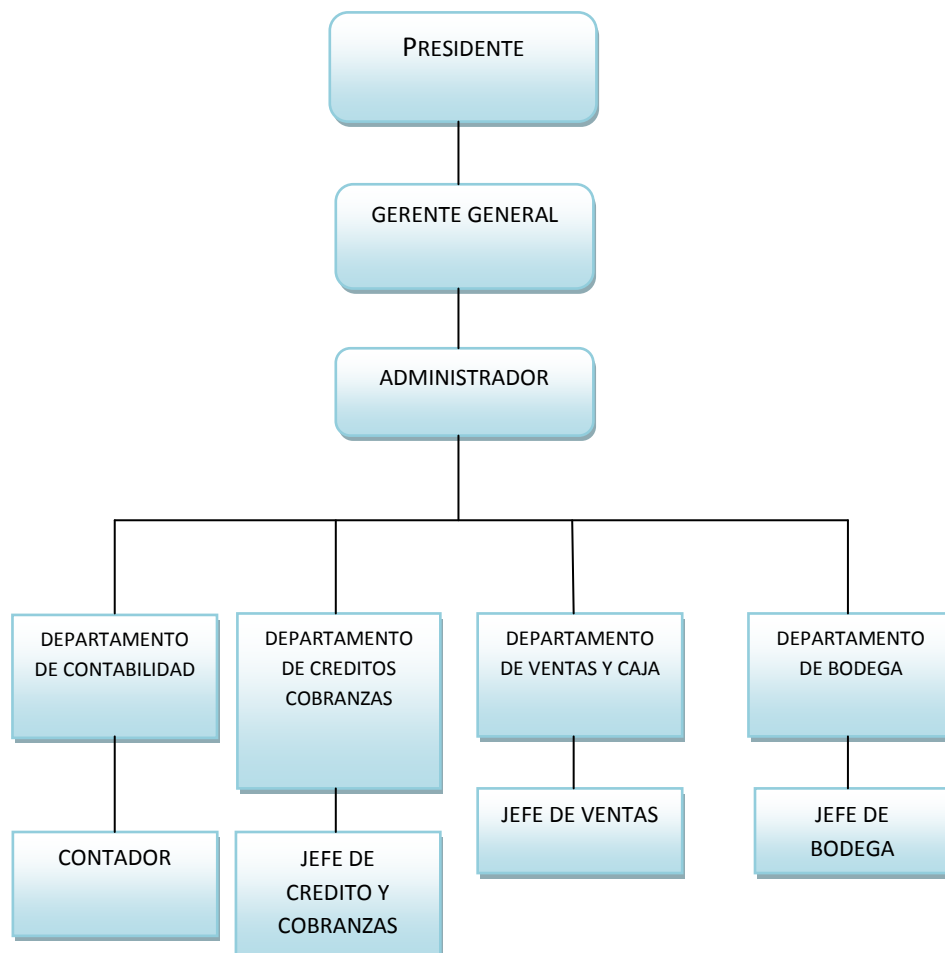 PRESIDENTE
GERENTE GENERAL
ADMINISTRADOR
DEPARTAMENTO
DE CONTABILIDAD
DEPARTAMENTO
DE CREDITOS
COBRANZAS
DEPARTAMENTO
DE VENTAS Y CAJA
DEPARTAMENTO
DE BODEGA
CONTADOR
JEFE DE
CREDITO Y
COBRANZAS
JEFE DE VENTAS
JEFE DE
BODEGA